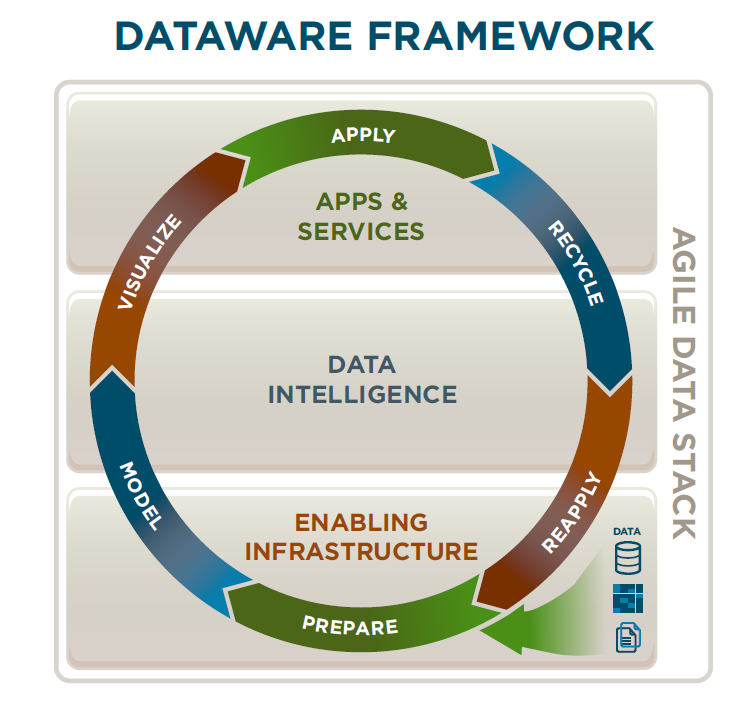 DATAWARE FRAMEWORK
APPLY
APPS &
SERVICES
VISUALIZE
RECYCLE
AGILE DATA STACK
DATA
INTELLIGENCE
MODEL
REAPPLY
ENABLING
INFRASTRUCTURE
DATA
PREPARE